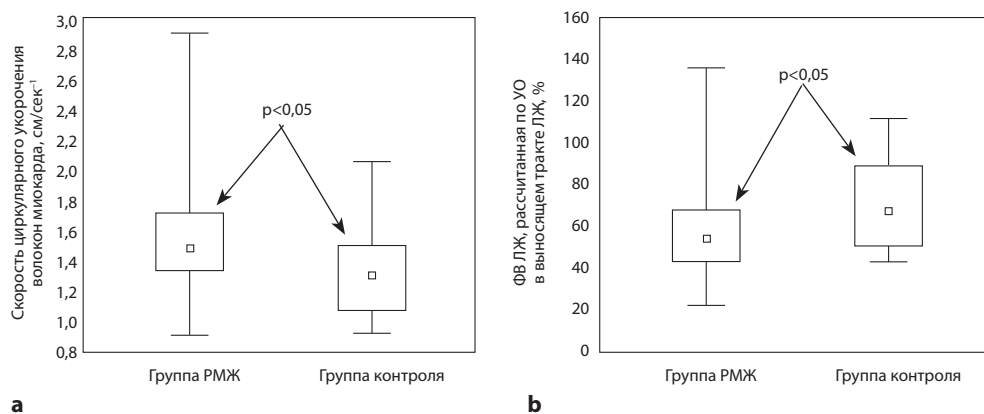 Скорость циркулярного укорочения
волокон миокарда, см/сек⁻¹
3,0
2,8
2,6
2,4
2,2
2,0
1,8
1,6
1,4
1,2
1,0
0,8
p<0,05
Группа РМЖ
Группа контроля
a
ФВ ЛЖ, рассчитанная по УО
в выносящем тракте ЛЖ, %
160
140
120
100
80
60
40
20
0
p<0,05
Группа РМЖ
Группа контроля
b